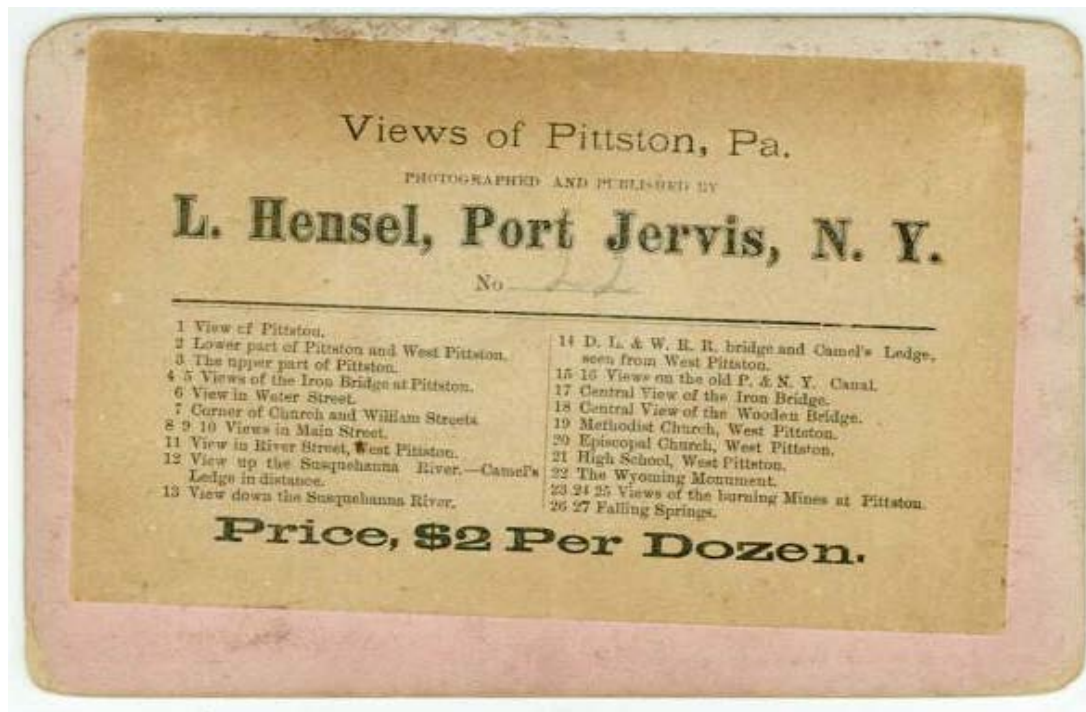 Views of Pittston, Pa.
PHOTOGRAPHED AND PUBLISHED BY
L. Hensel, Port Jervis, N. Y.
No 22
1 View of Pittston.
2 Lower part of Pittston and West Pittston.
3 The upper part of Pittston.
4 5 Views of the Iron Bridge at Pittston.
6 View in Water Street.
7 Corner of Church and William Streets
8 9 10 Views in Main Street.
11 View in River Street, West Pittston.
12 View up the Susquehanna River.—Camel's
Ledge in distance.
13 View down the Susquehanna River.
14 D. L. & W. R. R. bridge and Camel's Ledge,
seen from West Pittston.
15 16 Views on the old P. & N. Y. Canal.
17 Central View of the Iron Bridge.
18 Central View of the Wooden Bridge.
19 Methodist Church, West Pittston.
20 Episcopal Church, West Pittston.
21 High School, West Pittston.
22 The Wyoming Monument.
23 24 25 Views of the burning Mines at Pittston.
26 27 Falling Springs.
Price, $2 Per Dozen.